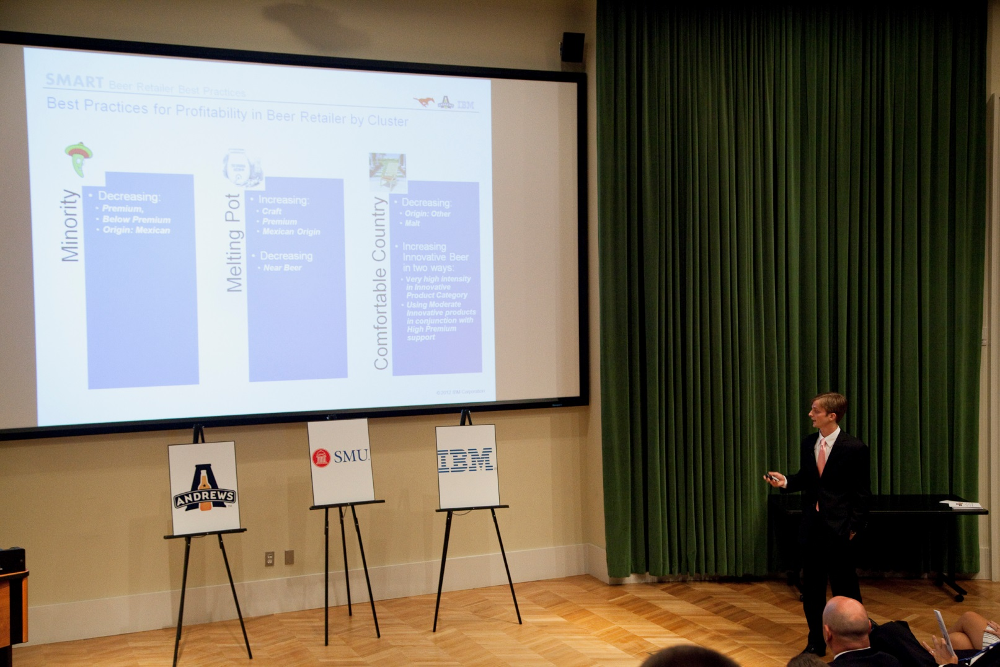 SMART Beer Retailer Best Practices
IBM
Best Practices for Profitability in Beer Retailer by Cluster
Minority
• Decreasing:
• Premium,
• Below Premium
• Origin: Mexican
Melting Pot
• Increasing:
• Craft
• Premium
• Mexican Origin
• Decreasing
• Near Beer
Comfortable Country
• Decreasing:
• Origin: Other
• Malt
• Increasing
Innovative Beer
in two ways:
• Very high intensity
in Innovative
Product Category
• Using Moderate
Innovative products
in conjunction with
High Premium
support
© 2012 IBM Corporation
ANDREWS
SMU.
IBM®